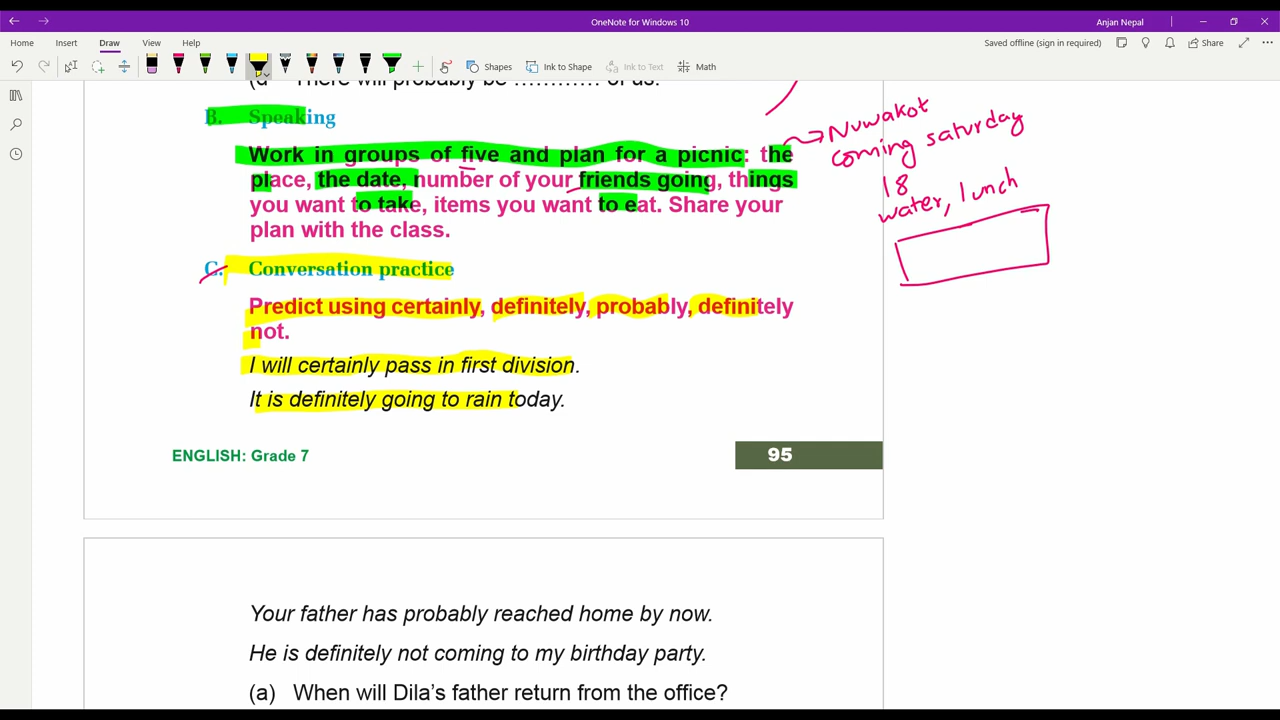 OneNote for Windows 10
Anjan Nepal
Home Insert Draw View Help
Saved offline (sign in required)
Share
Shapes
Ink to Shape
Ink to Text
Math
(d There will probably be ………… of us.
B. Speaking
Work in groups of five and plan for a picnic: the
place, the date, number of your friends going, things
you want to take, items you want to eat. Share your
plan with the class.
Nuwakot
coming saturday
18
water, lunch
C. Conversation practice
Predict using certainly, definitely, probably, definitely
not.
I will certainly pass in first division.
It is definitely going to rain today.
ENGLISH: Grade 7
95
Your father has probably reached home by now.
He is definitely not coming to my birthday party.
(a) When will Dila's father return from the office?